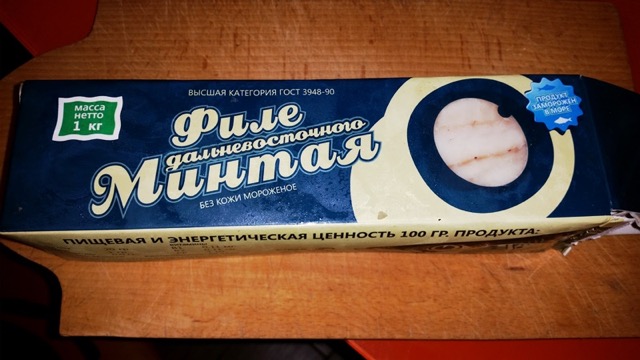 масса
нетто
1 кг
ВЫСШАЯ КАТЕГОРИЯ ГОСТ 3948-90
Филе
дальневосточного
Минтая
БЕЗ КОЖИ МОРОЖЕНОЕ
ПРОДУКТ
ЗАМОРОЖЕН
В МОРЕ
ПИЩЕВАЯ И ЭНЕРГЕТИЧЕСКАЯ ЦЕННОСТЬ 100 ГР. ПРОДУКТА: